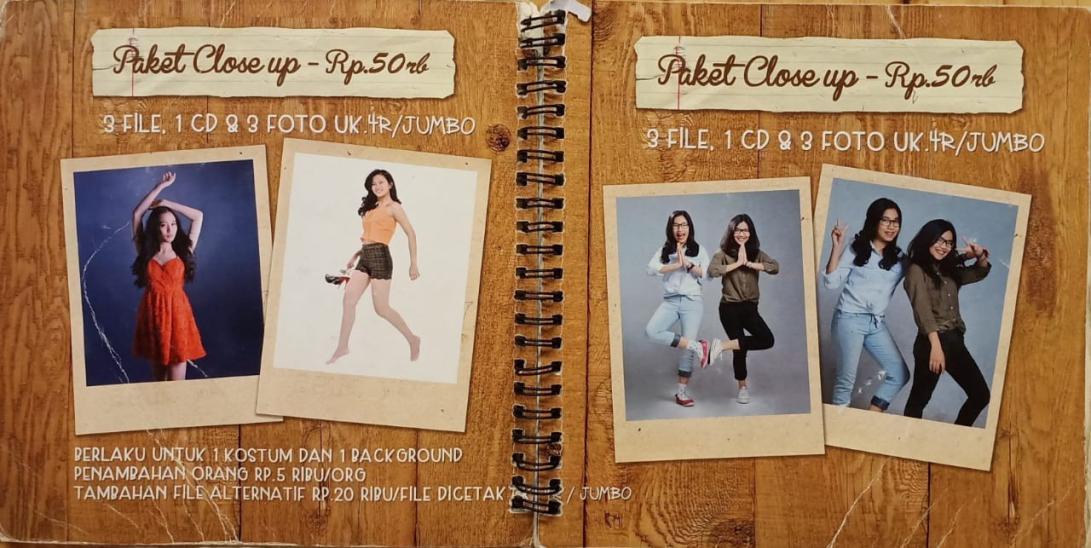 Paket Close up - Rp.50rb
3 FILE, 1 CD & 3 FOTO UK.4R/JUMBO
BERLAKU UNTUK 1 KOSTUM DAN 1 BACKGROUND
PENAMBAHAN ORANG RP.5 RIBU/ORG
TAMBAHAN FILE ALTERNATIF RP.20 RIBU/FILE DICETAK / JUMBO
Paket Close up - Rp.50rb
3 FILE, 1 CD & 3 FOTO UK.4R/JUMBO